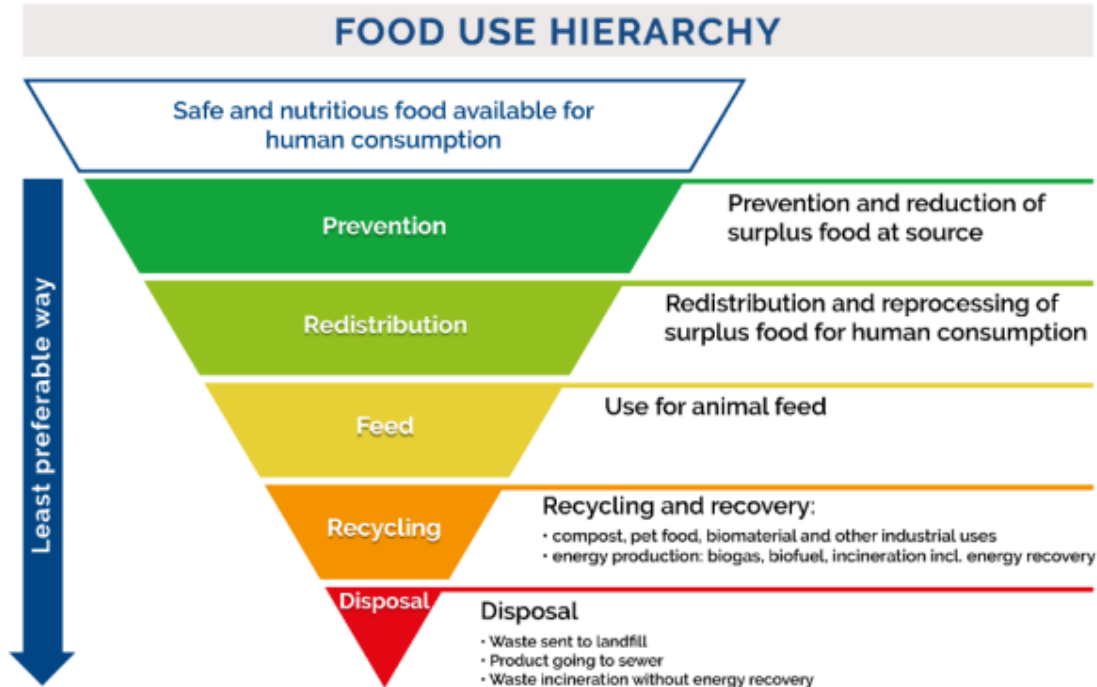 FOOD USE HIERARCHY
Safe and nutritious food available for
human consumption
Least preferable way
Prevention
Prevention and reduction of
surplus food at source
Redistribution
Redistribution and reprocessing of
surplus food for human consumption
Feed
Use for animal feed
Recycling
Recycling and recovery:
• compost, pet food, biomaterial and other industrial uses
• energy production: biogas, biofuel, incineration incl. energy recovery
Disposal
Disposal
• Waste sent to landfill
• Product going to sewer
• Waste incineration without energy recovery